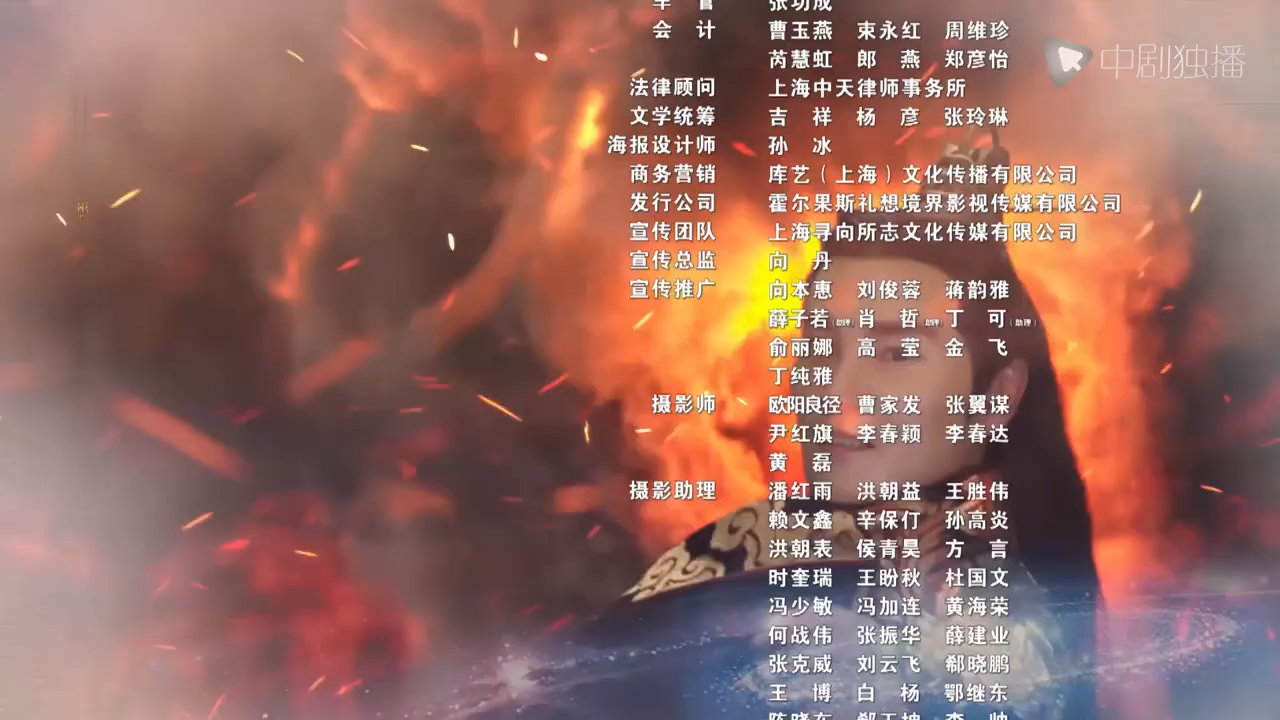 车 管 张功成
会 计 曹玉燕 束永红 周维珍
芮慧虹 郎 燕 郑彦怡
中剧独播
法律顾问 上海中天律师事务所
文学统筹 吉 祥 杨 彦 张玲琳
海报设计师 孙 冰
商务营销 库艺（上海）文化传播有限公司
发行公司 霍尔果斯礼想境界影视传媒有限公司
宣传团队 上海寻向所志文化传媒有限公司
宣传总监 向 丹
宣传推广 向本惠 刘俊蓉 蒋韵雅
薛子若（助理） 肖 哲（助理） 丁 可（助理）
俞丽娜 高 莹 金 飞
丁纯雅
摄影师 欧阳良径 曹家发 张翼谋
尹红旗 李春颖 李春达
黄 磊
摄影助理 潘红雨 洪朝益 王胜伟
赖文鑫 辛保仃 孙高炎
洪朝表 侯青昊 方 言
时奎瑞 王盼秋 杜国文
冯少敏 冯加连 黄海荣
何战伟 张振华 薛建业
张克威 刘云飞 郗晓鹏
王 博 白 杨 鄂继东